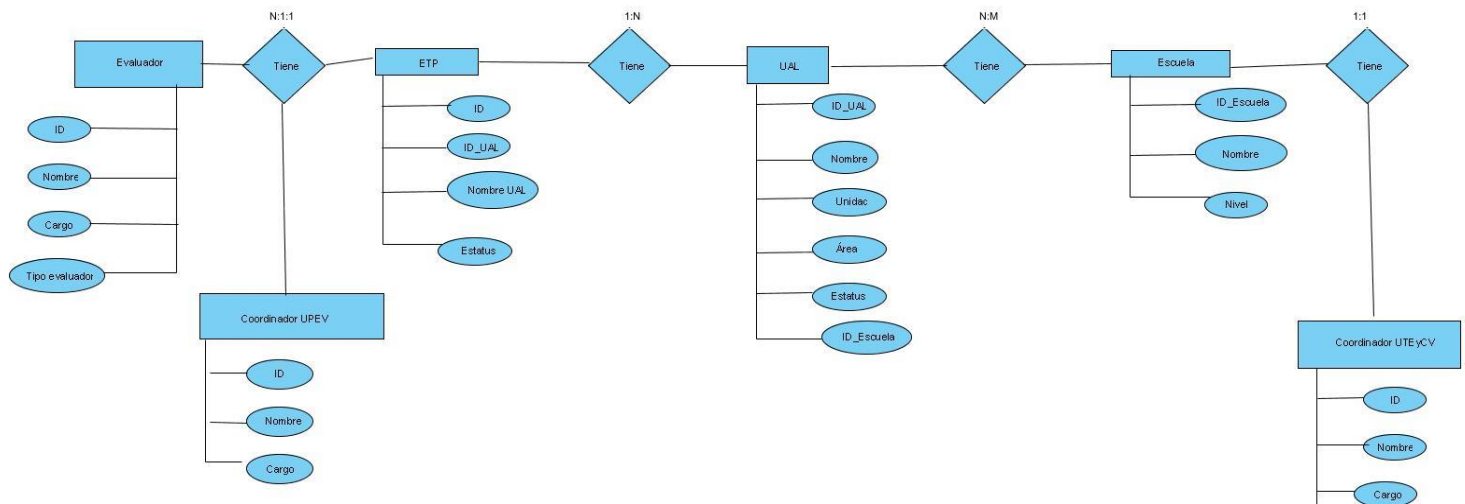 N:1:1
1:N
N:M
1:1
Evaluador
Tiene
ETP
Tiene
UAL
Tiene
Escuela
Tiene
ID
Nombre
Cargo
Tipo evaluador
ID
ID_UAL
Nombre UAL
Estatus
ID_UAL
Nombre
Unidac
Área
Estatus
ID_Escuela
ID_Escuela
Nombre
Nivel
Coordinador UPEV
ID
Nombre
Cargo
Coordinador UTEyCV
ID
Nombre
Cargo